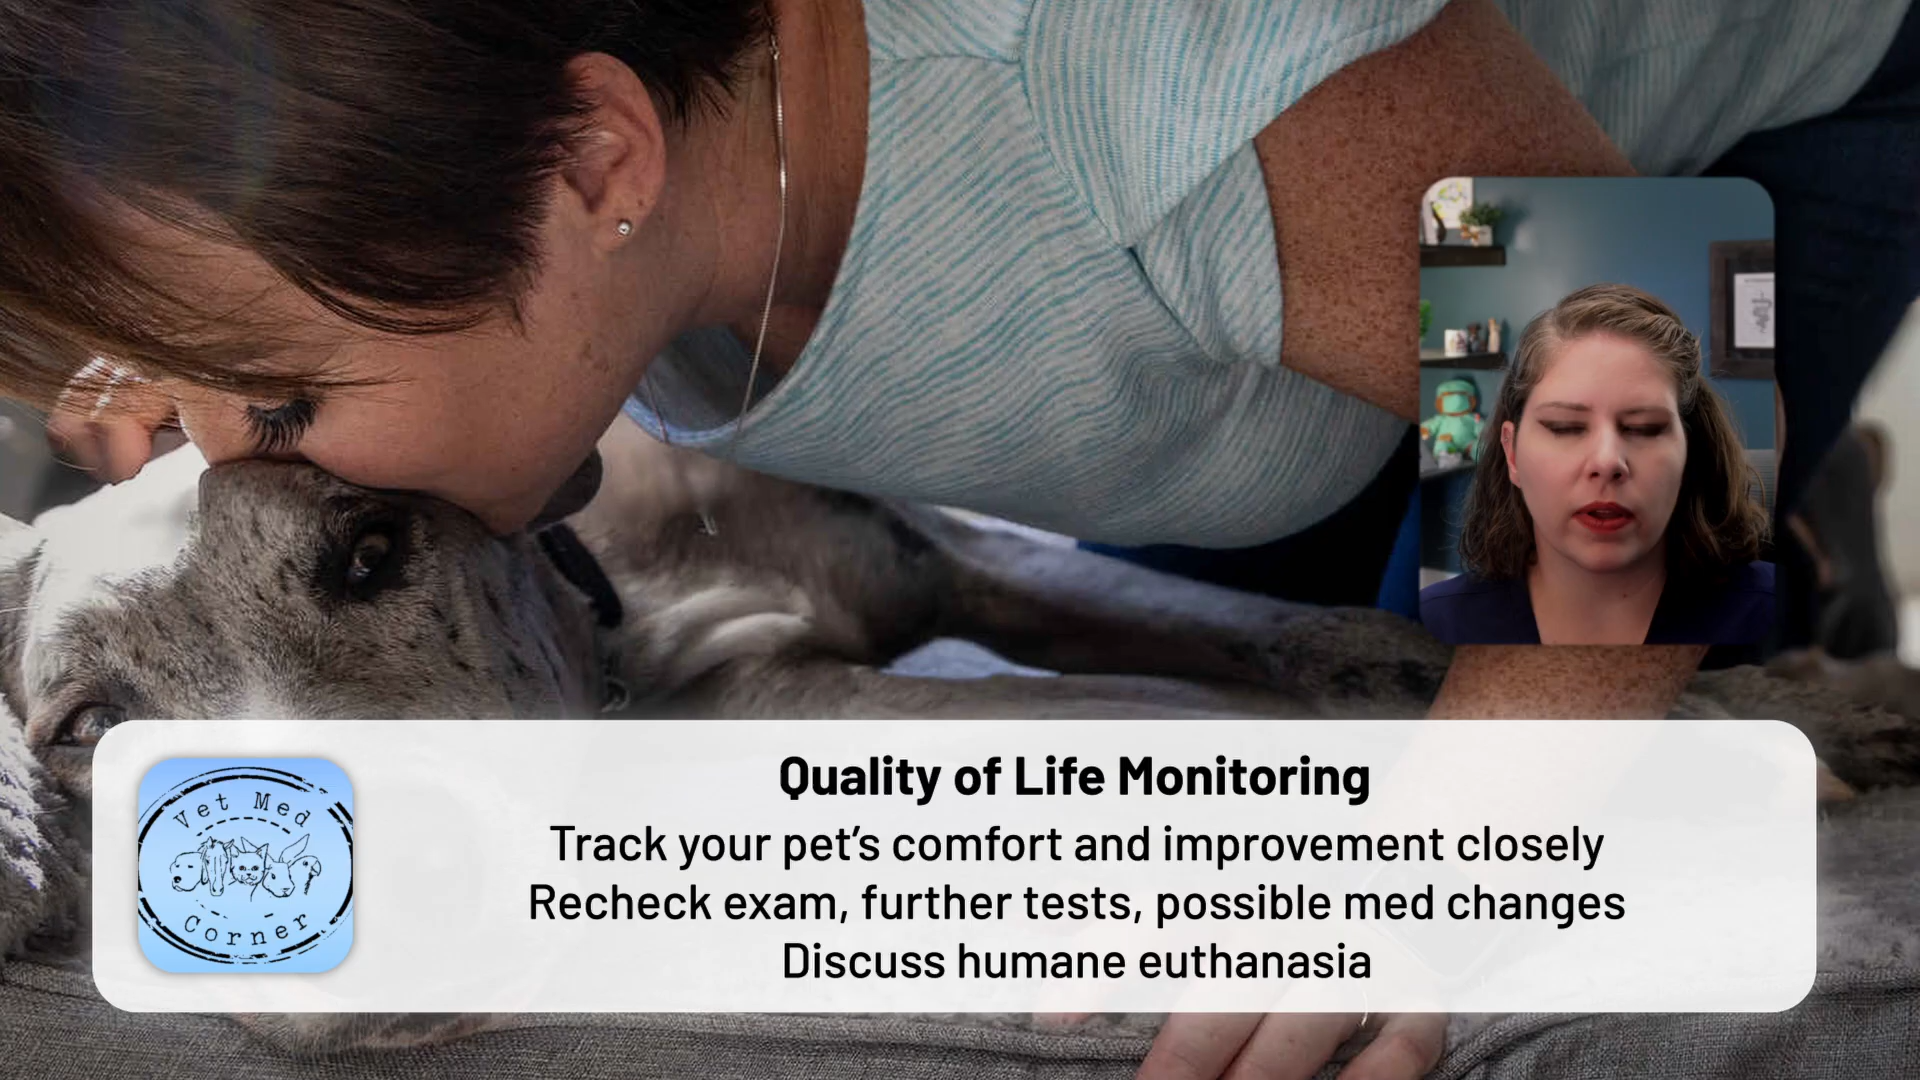 Quality of Life Monitoring
Track your pet's comfort and improvement closely
Recheck exam, further tests, possible med changes
Discuss humane euthanasia
Vet Med
Corner